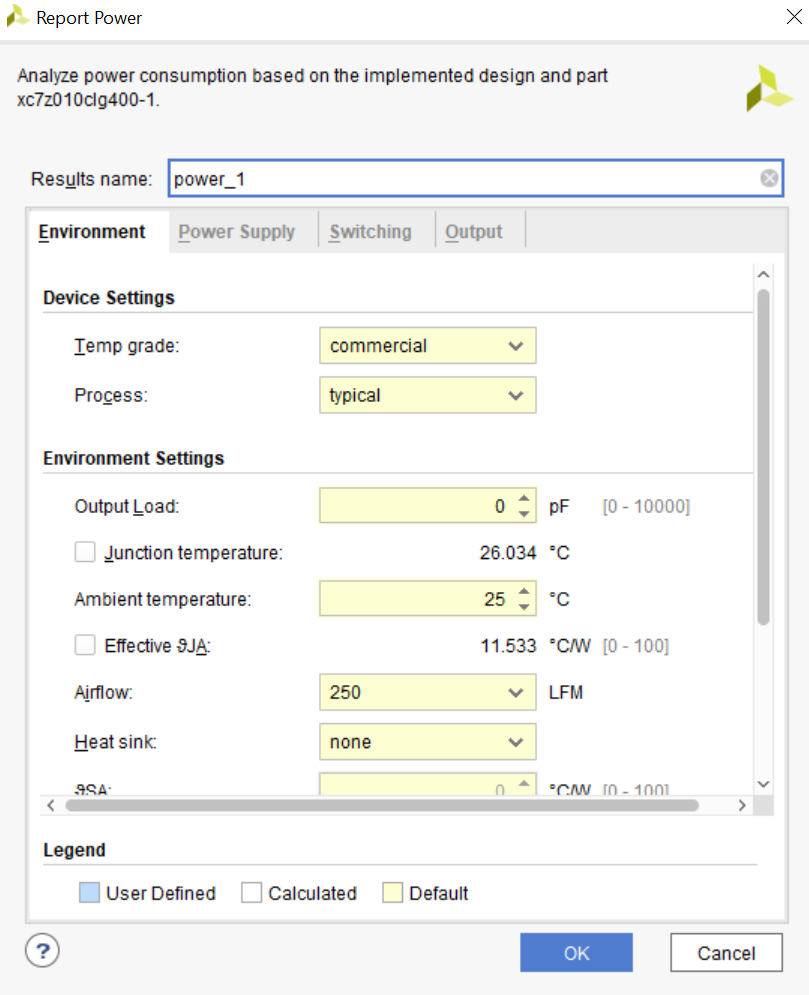 Report Power
Analyze power consumption based on the implemented design and part
xc7z010clg400-1.
Results name: power_1
Environment Power Supply Switching Output
Device Settings
Temp grade: commercial
Process: typical
Environment Settings
Output Load: 0 pF [0 - 10000]
Junction temperature: 26.034 °C
Ambient temperature: 25 °C
Effective ϑJA: 11.533 °C/W [0 - 100]
Airflow: 250 LFM
Heat sink: none
ϑSA: 0 °C/W [0 - 100]
Legend
User Defined Calculated Default
? OK Cancel